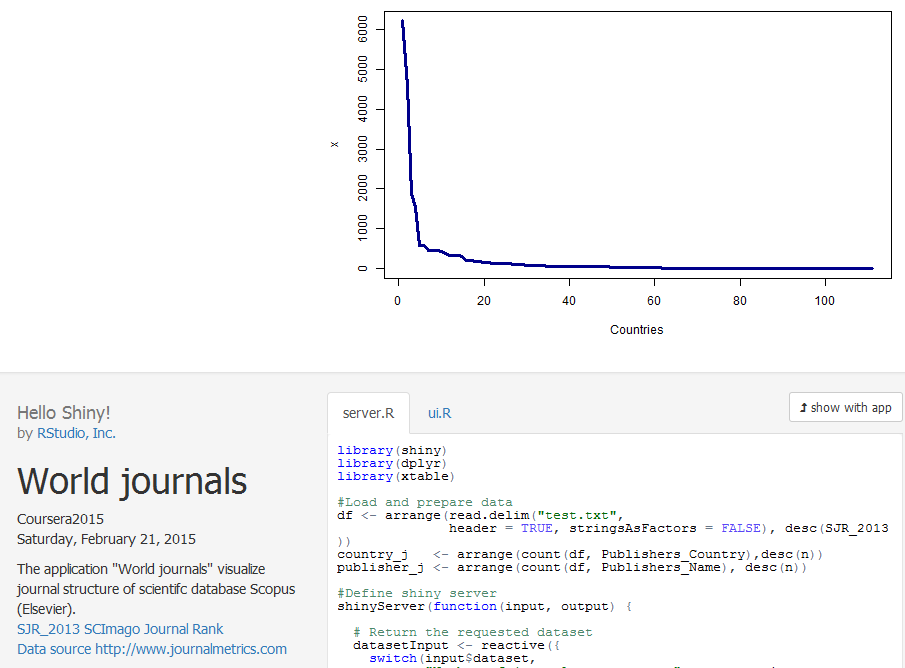 6000
5000
4000
3000
2000
1000
0
x
0 20 40 60 80 100
Countries
Hello Shiny!
by RStudio, Inc.
World journals
Coursera2015
Saturday, February 21, 2015
The application "World journals" visualize
journal structure of scientifc database Scopus
(Elsevier).
SJR_2013 SCImago Journal Rank
Data source http://www.journalmetrics.com
server.R ui.R
show with app
library(shiny)
library(dplyr)
library(xtable)
#Load and prepare data
df <- arrange(read.delim("test.txt",
header = TRUE, stringsAsFactors = FALSE), desc(SJR_2013
))
country_j <- arrange(count(df, Publishers_Country),desc(n))
publisher_j <- arrange(count(df, Publishers_Name), desc(n))
#Define shiny server
shinyServer(function(input, output) {
# Return the requested dataset
datasetInput <- reactive({
switch(input$dataset,